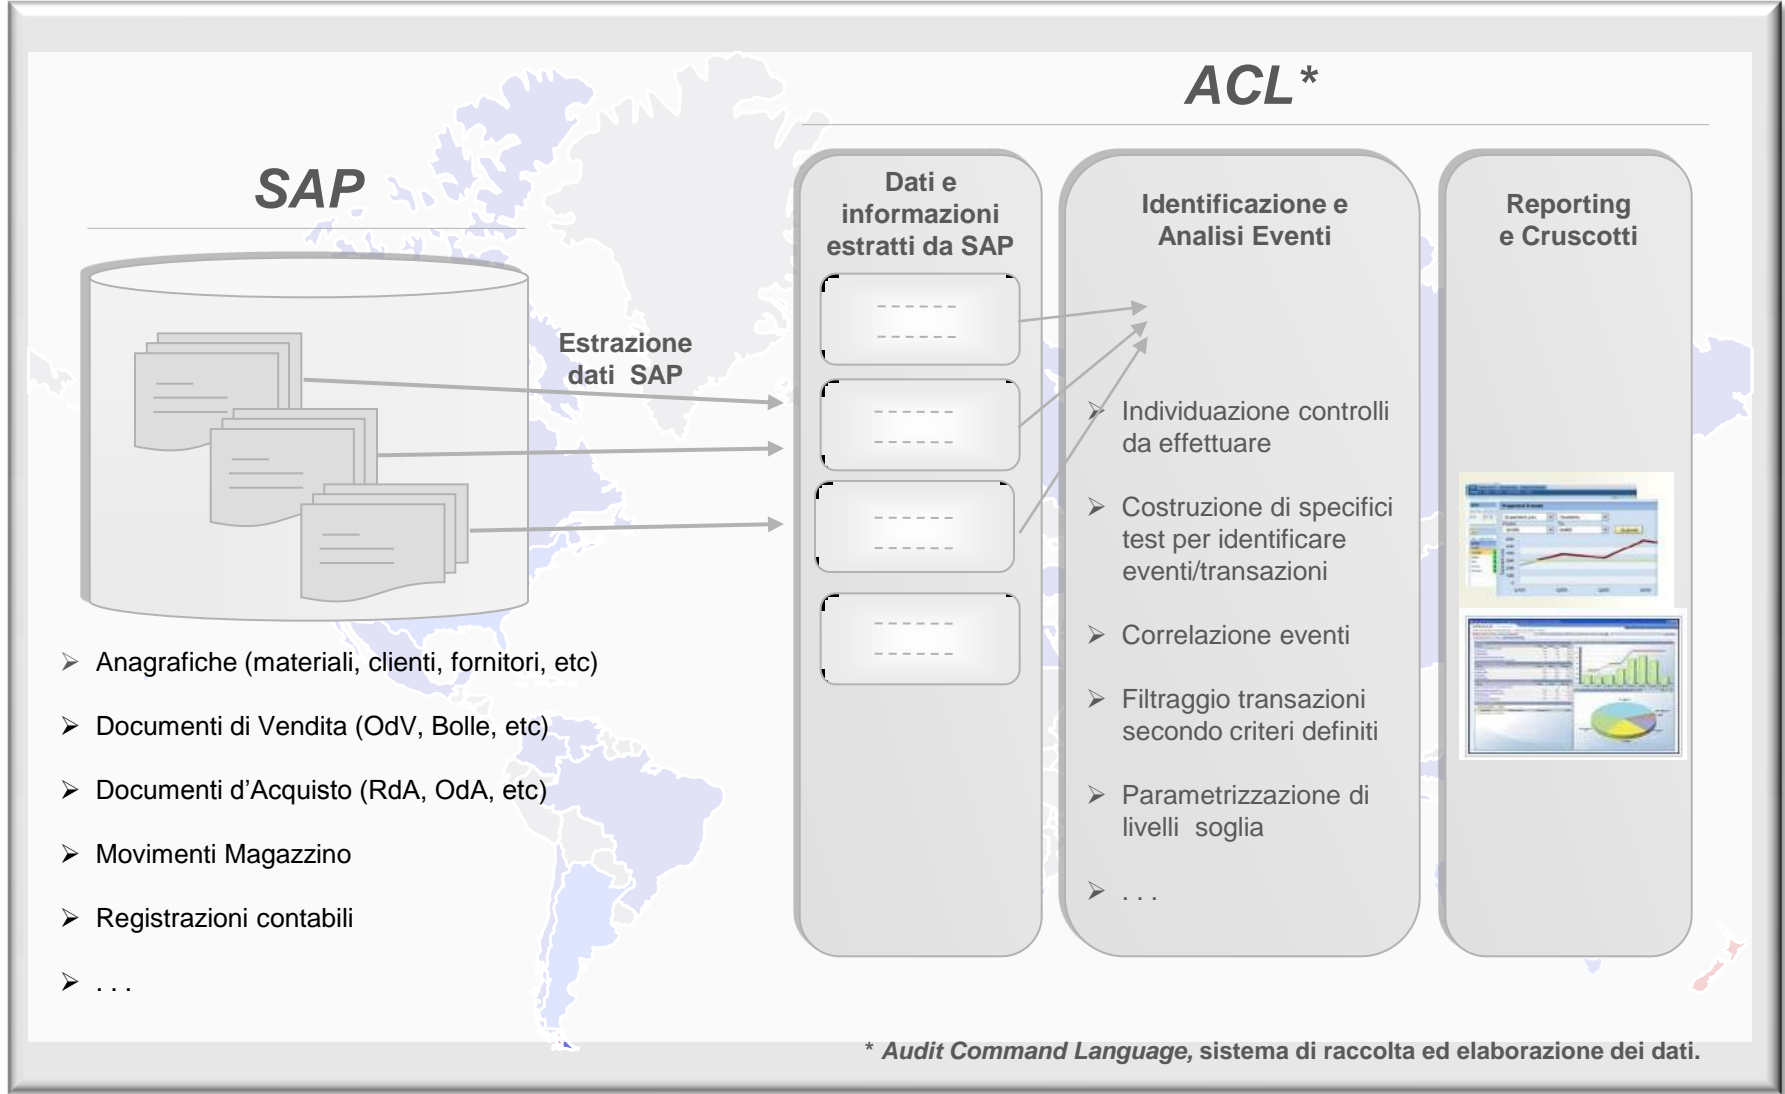 ACL*
SAP
Estrazione
dati SAP
Dati e
informazioni
estratti da SAP
- - - - - -
- - - - - -
- - - - - -
- - - - - -
- - - - - -
- - - - - -
- - - - - -
- - - - - -
Identificazione e
Analisi Eventi
➢ Individuazione controlli
da effettuare
➢ Costruzione di specifici
test per identificare
eventi/transazioni
➢ Correlazione eventi
➢ Filtraggio transazioni
secondo criteri definiti
➢ Parametrizzazione di
livelli soglia
➢ . . .
Reporting
e Cruscotti
➢ Anagrafiche (materiali, clienti, fornitori, etc)
➢ Documenti di Vendita (OdV, Bolle, etc)
➢ Documenti d’Acquisto (RdA, OdA, etc)
➢ Movimenti Magazzino
➢ Registrazioni contabili
➢ . . .
* Audit Command Language, sistema di raccolta ed elaborazione dei dati.